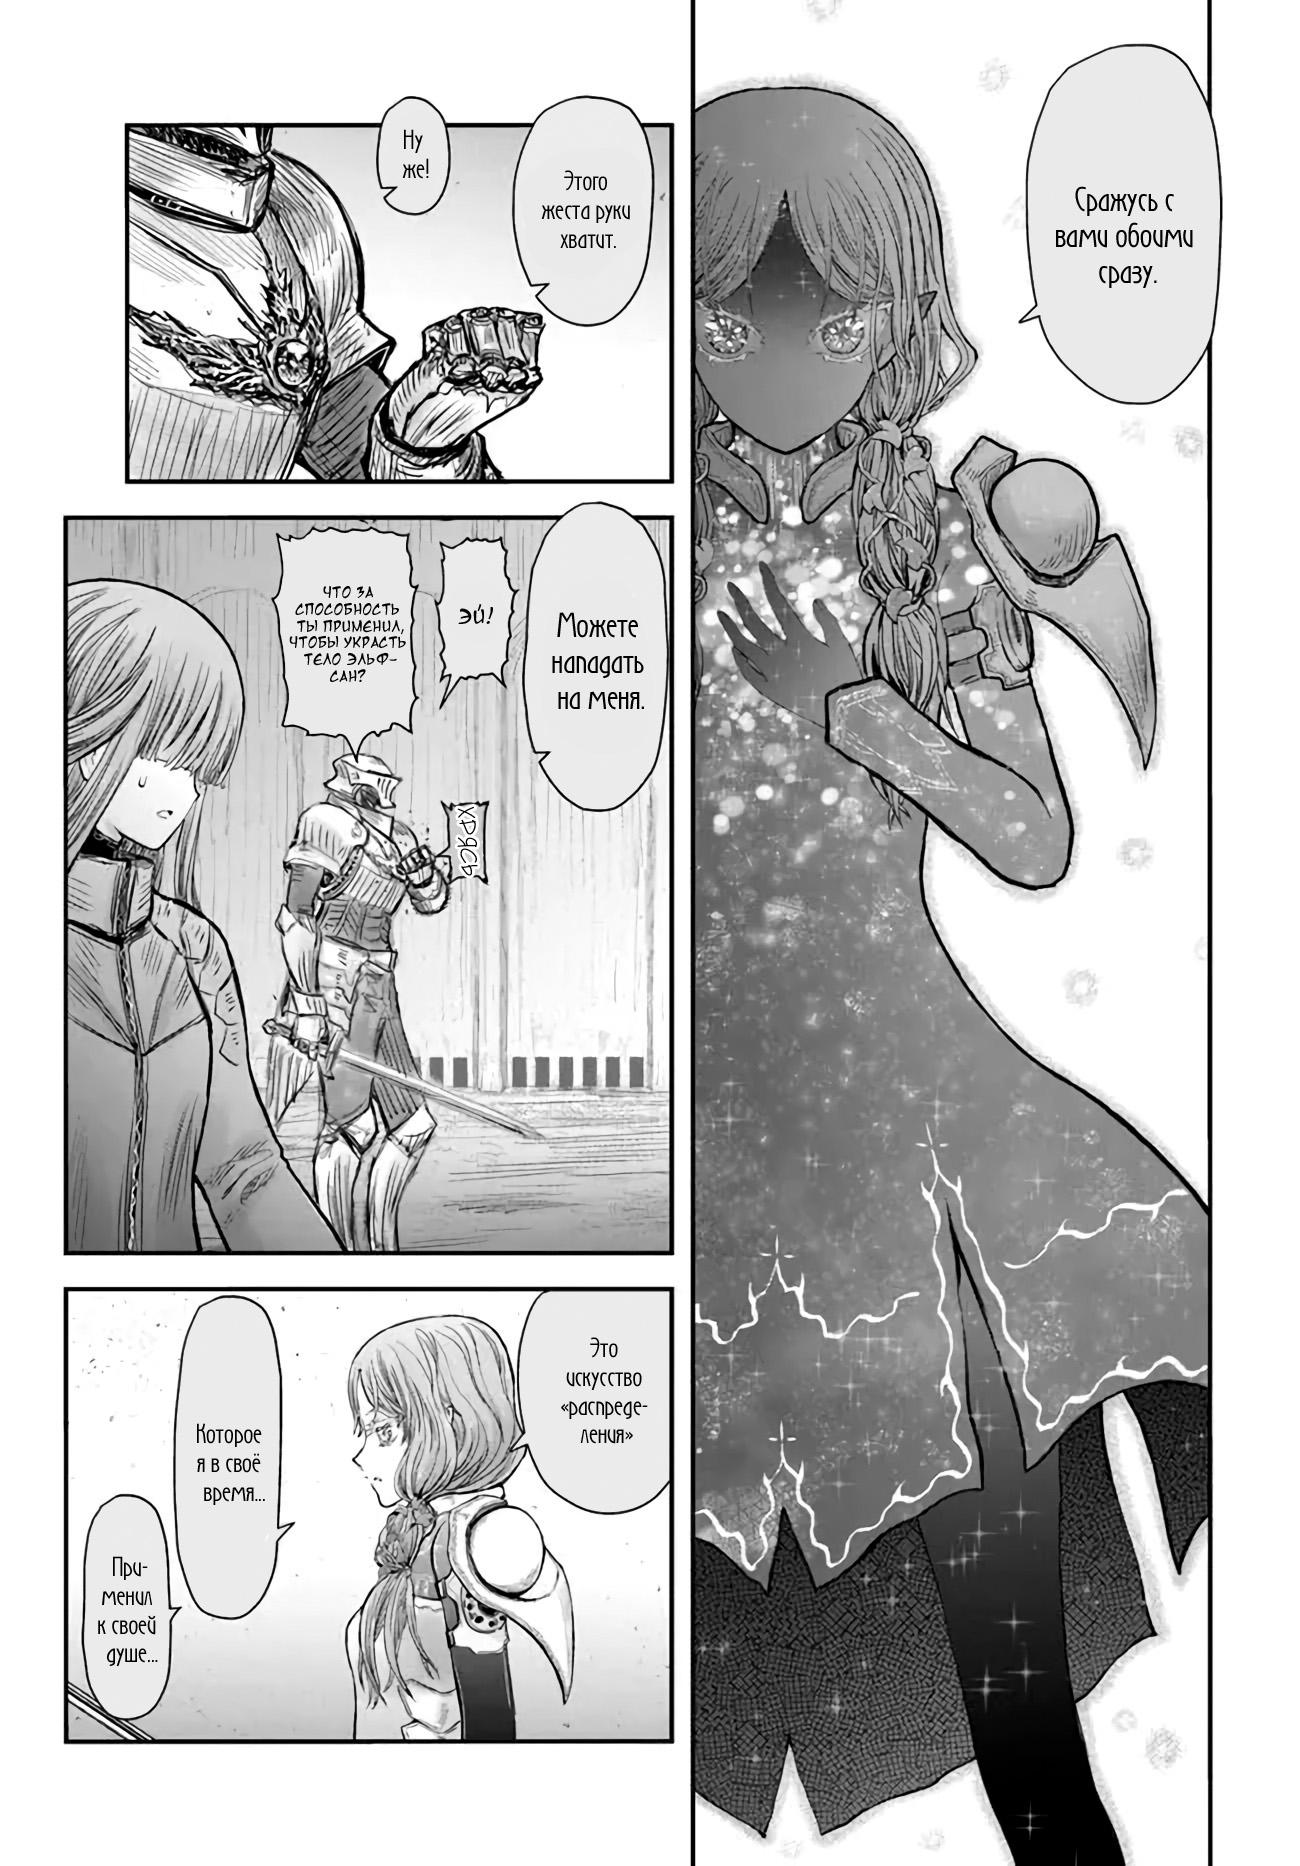 Сражусь с
вами обоими
сразу.
Этого
жеста руки
хватит.
Ну
же!
Можете
нападать
на меня.
ЭЙ!
ЧТО ЗА
СПОСОБНОСТЬ
ТЫ ПРИМЕНИЛ,
ЧТОБЫ УКРАСТЬ
ТЕЛО ЭЛЬФ-
САН?
ХРЯСЬ
Это
искусство
«распреде-
ления»
Которое
я в своё
время...
При-
менил
к своей
душе...